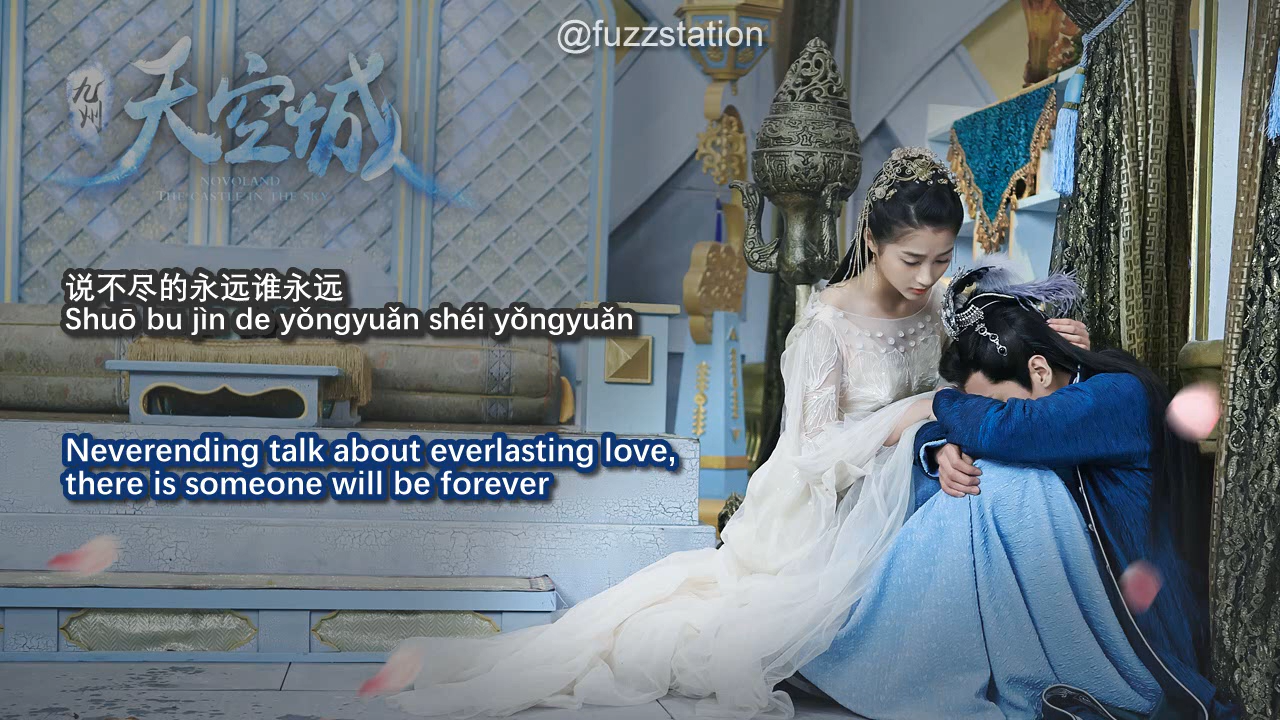 @fuzzstation
九州
天空城
NOVOLAND
THE CASTLE IN THE SKY
说不尽的永远谁永远
Shuō bu jìn de yǒngyuǎn shéi yǒngyuǎn
Neverending talk about everlasting love,
there is someone will be forever